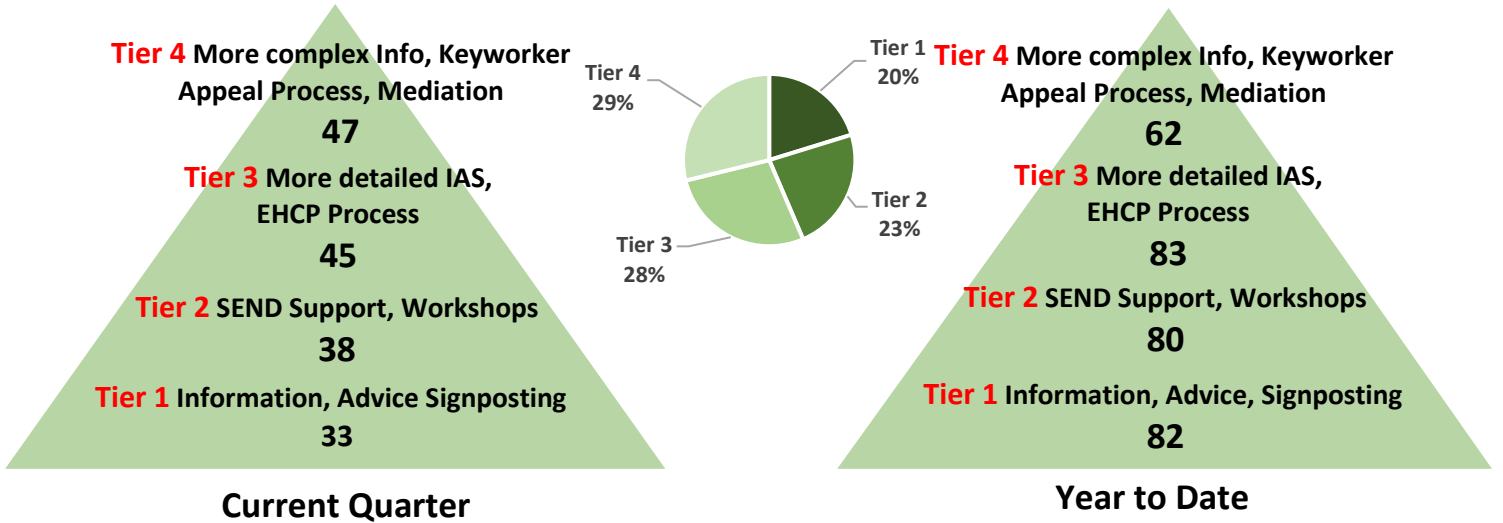 Tier 4 More complex Info, Keyworker
Appeal Process, Mediation
47
Tier 3 More detailed IAS,
EHCP Process
45
Tier 2 SEND Support, Workshops
38
Tier 1 Information, Advice Signposting
33
Current Quarter
Tier 1
20%
Tier 2
23%
Tier 3
28%
Tier 4
29%
Tier 4 More complex Info, Keyworker
Appeal Process, Mediation
62
Tier 3 More detailed IAS,
EHCP Process
83
Tier 2 SEND Support, Workshops
80
Tier 1 Information, Advice, Signposting
82
Year to Date